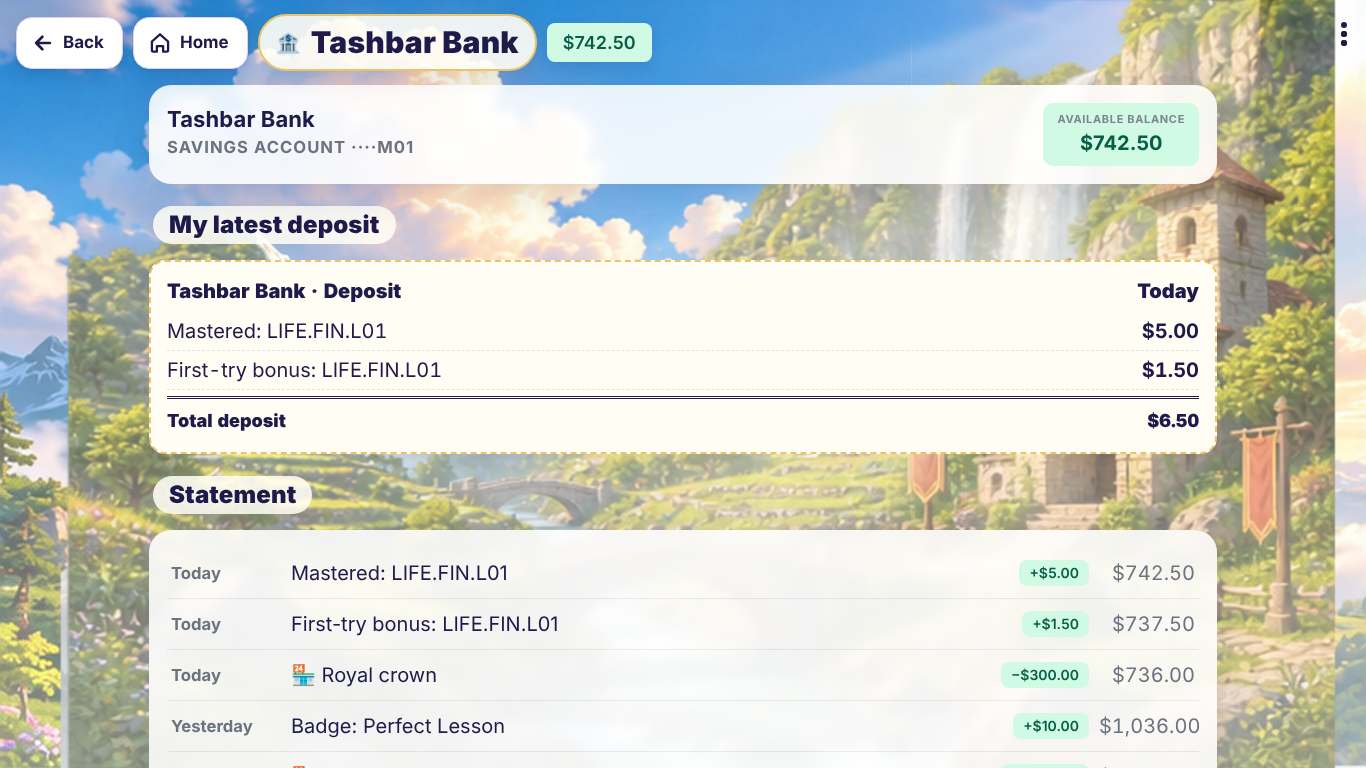 Back
Home
Tashbar Bank
$742.50
Tashbar Bank
SAVINGS ACCOUNT ····M01
AVAILABLE BALANCE
$742.50
My latest deposit
Tashbar Bank · Deposit Today
Mastered: LIFE.FIN.L01 $5.00
First-try bonus: LIFE.FIN.L01 $1.50
Total deposit $6.50
Statement
Today Mastered: LIFE.FIN.L01 +$5.00 $742.50
Today First-try bonus: LIFE.FIN.L01 +$1.50 $737.50
Today 🏪 Royal crown −$300.00 $736.00
Yesterday Badge: Perfect Lesson +$10.00 $1,036.00